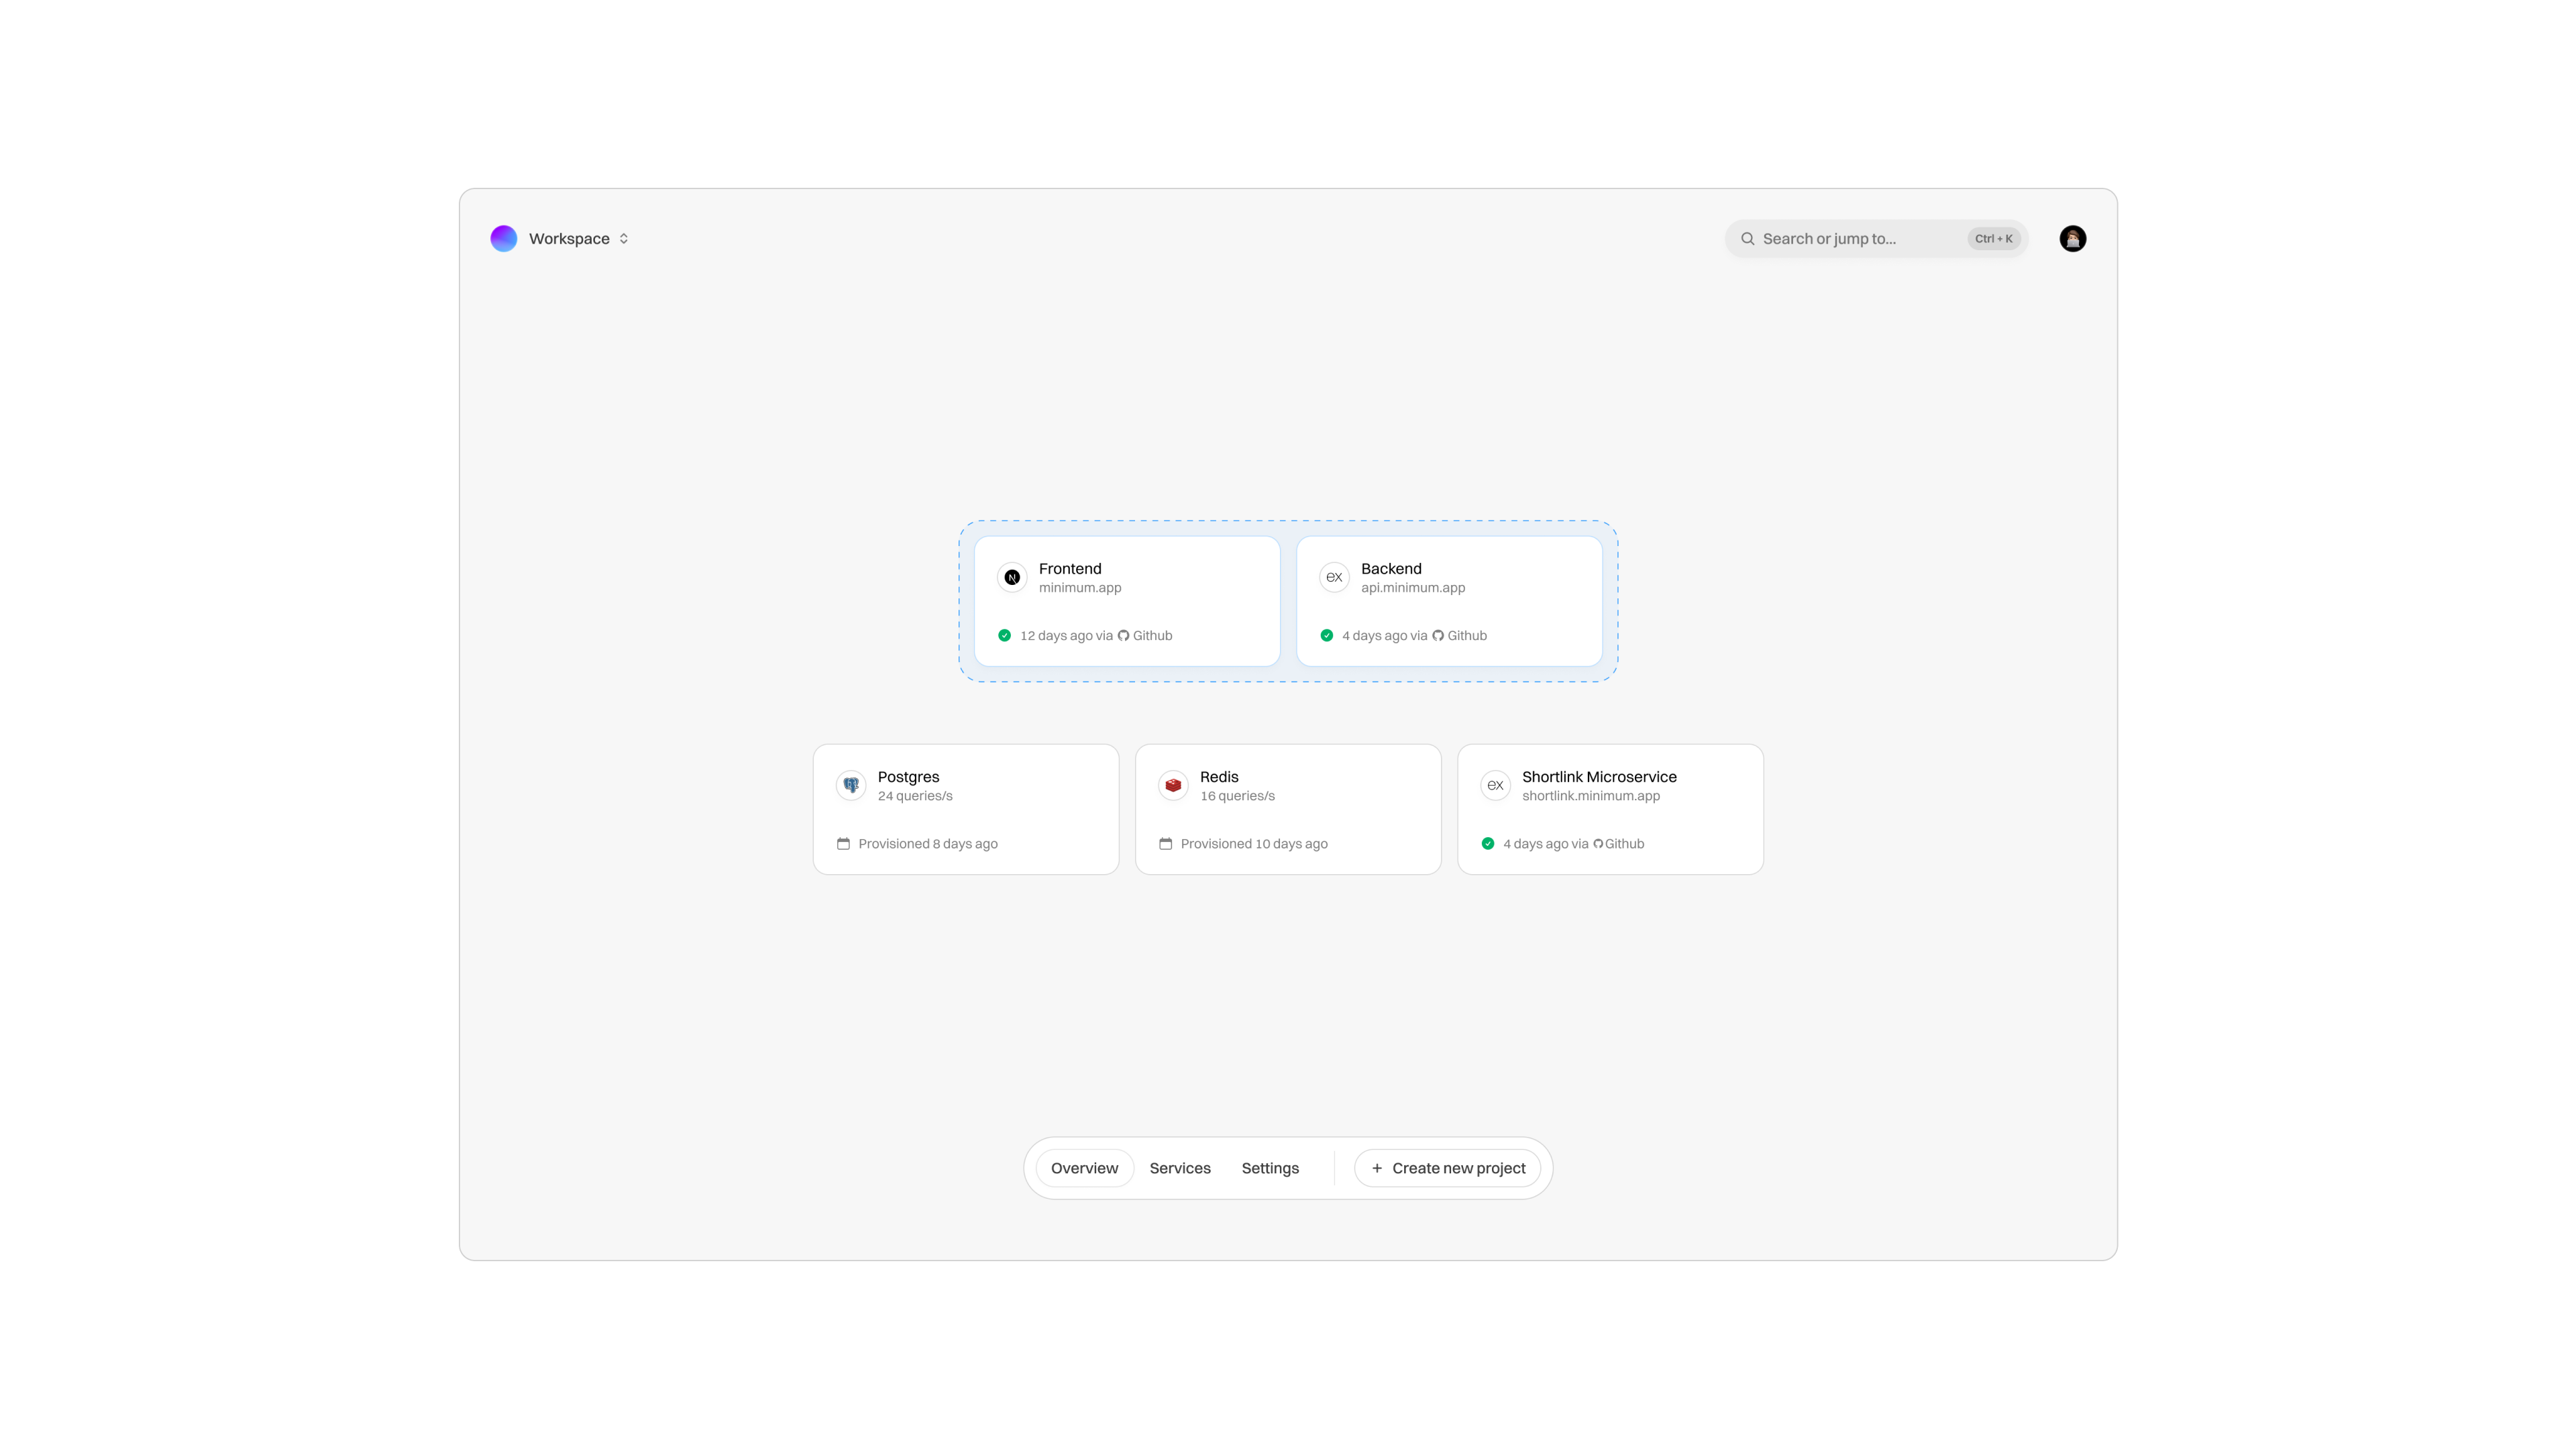 Workspace
Search or jump to...
Ctrl + K
N
Frontend
minimum.app
12 days ago via Github
ex
Backend
api.minimum.app
4 days ago via Github
Postgres
24 queries/s
Provisioned 8 days ago
Redis
16 queries/s
Provisioned 10 days ago
ex
Shortlink Microservice
shortlink.minimum.app
4 days ago via Github
Overview
Services
Settings
+ Create new project